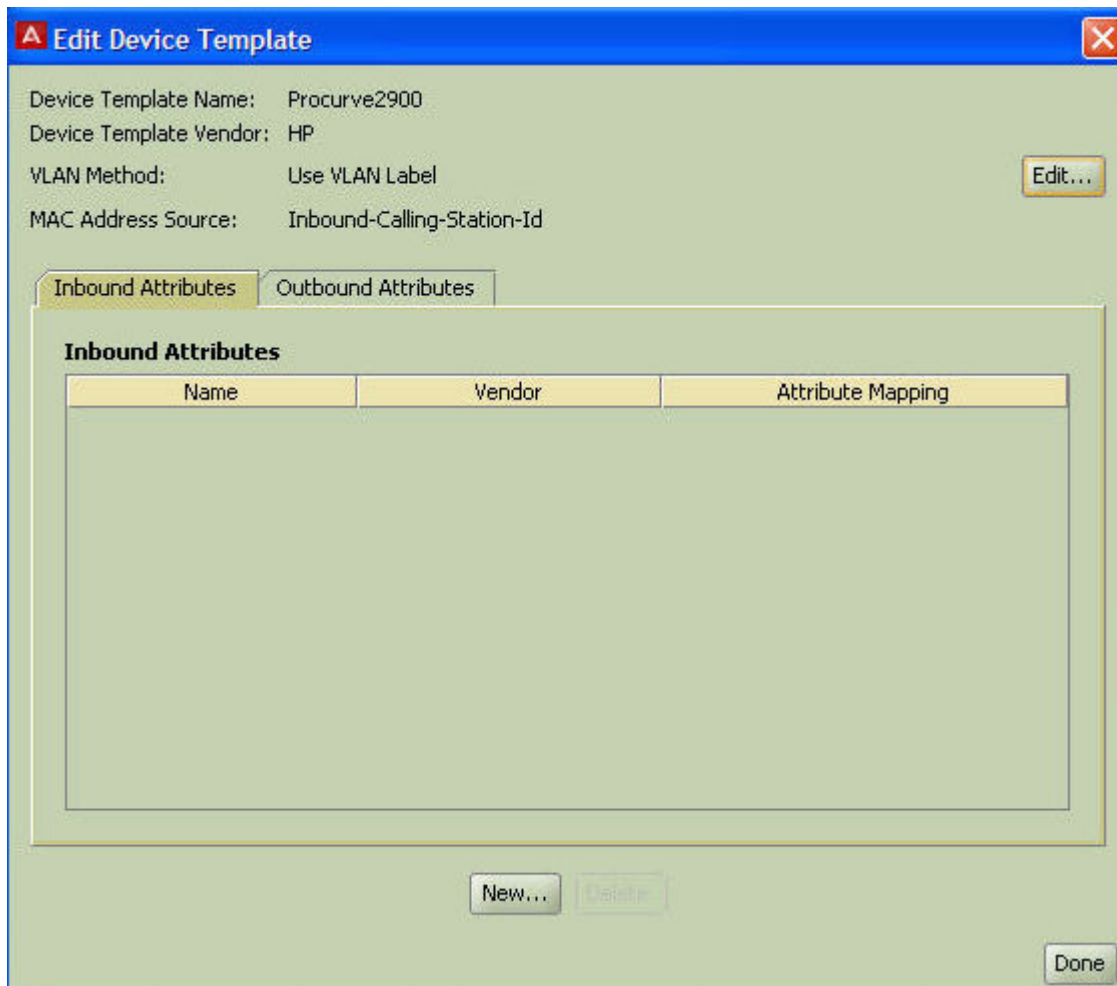 A Edit Device Template
Device Template Name: Procurve2900
Device Template Vendor: HP
VLAN Method: Use VLAN Label
Edit...
MAC Address Source: Inbound-Calling-Station-Id
Inbound Attributes Outbound Attributes
Inbound Attributes
Name Vendor Attribute Mapping
New... Delete
Done